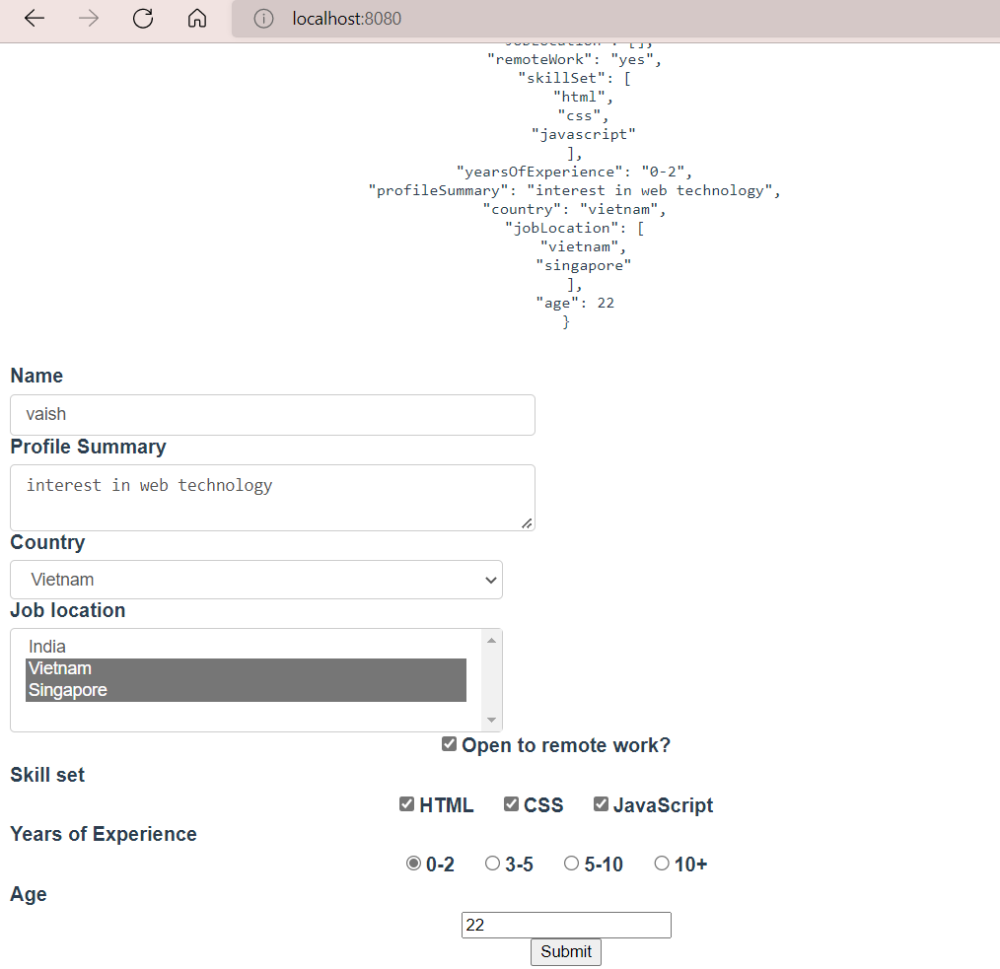 localhost:8080
"remoteWork": "yes",
"skillSet": [
"html",
"css",
"javascript"
],
"yearsOfExperience": "0-2",
"profileSummary": "interest in web technology",
"country": "vietnam",
"jobLocation": [
"vietnam",
"singapore"
],
"age": 22
}
Name
vaish
Profile Summary
interest in web technology
Country
Vietnam
Job location
India
Vietnam
Singapore
Open to remote work?
Skill set
HTML CSS JavaScript
Years of Experience
0-2 3-5 5-10 10+
Age
22
Submit